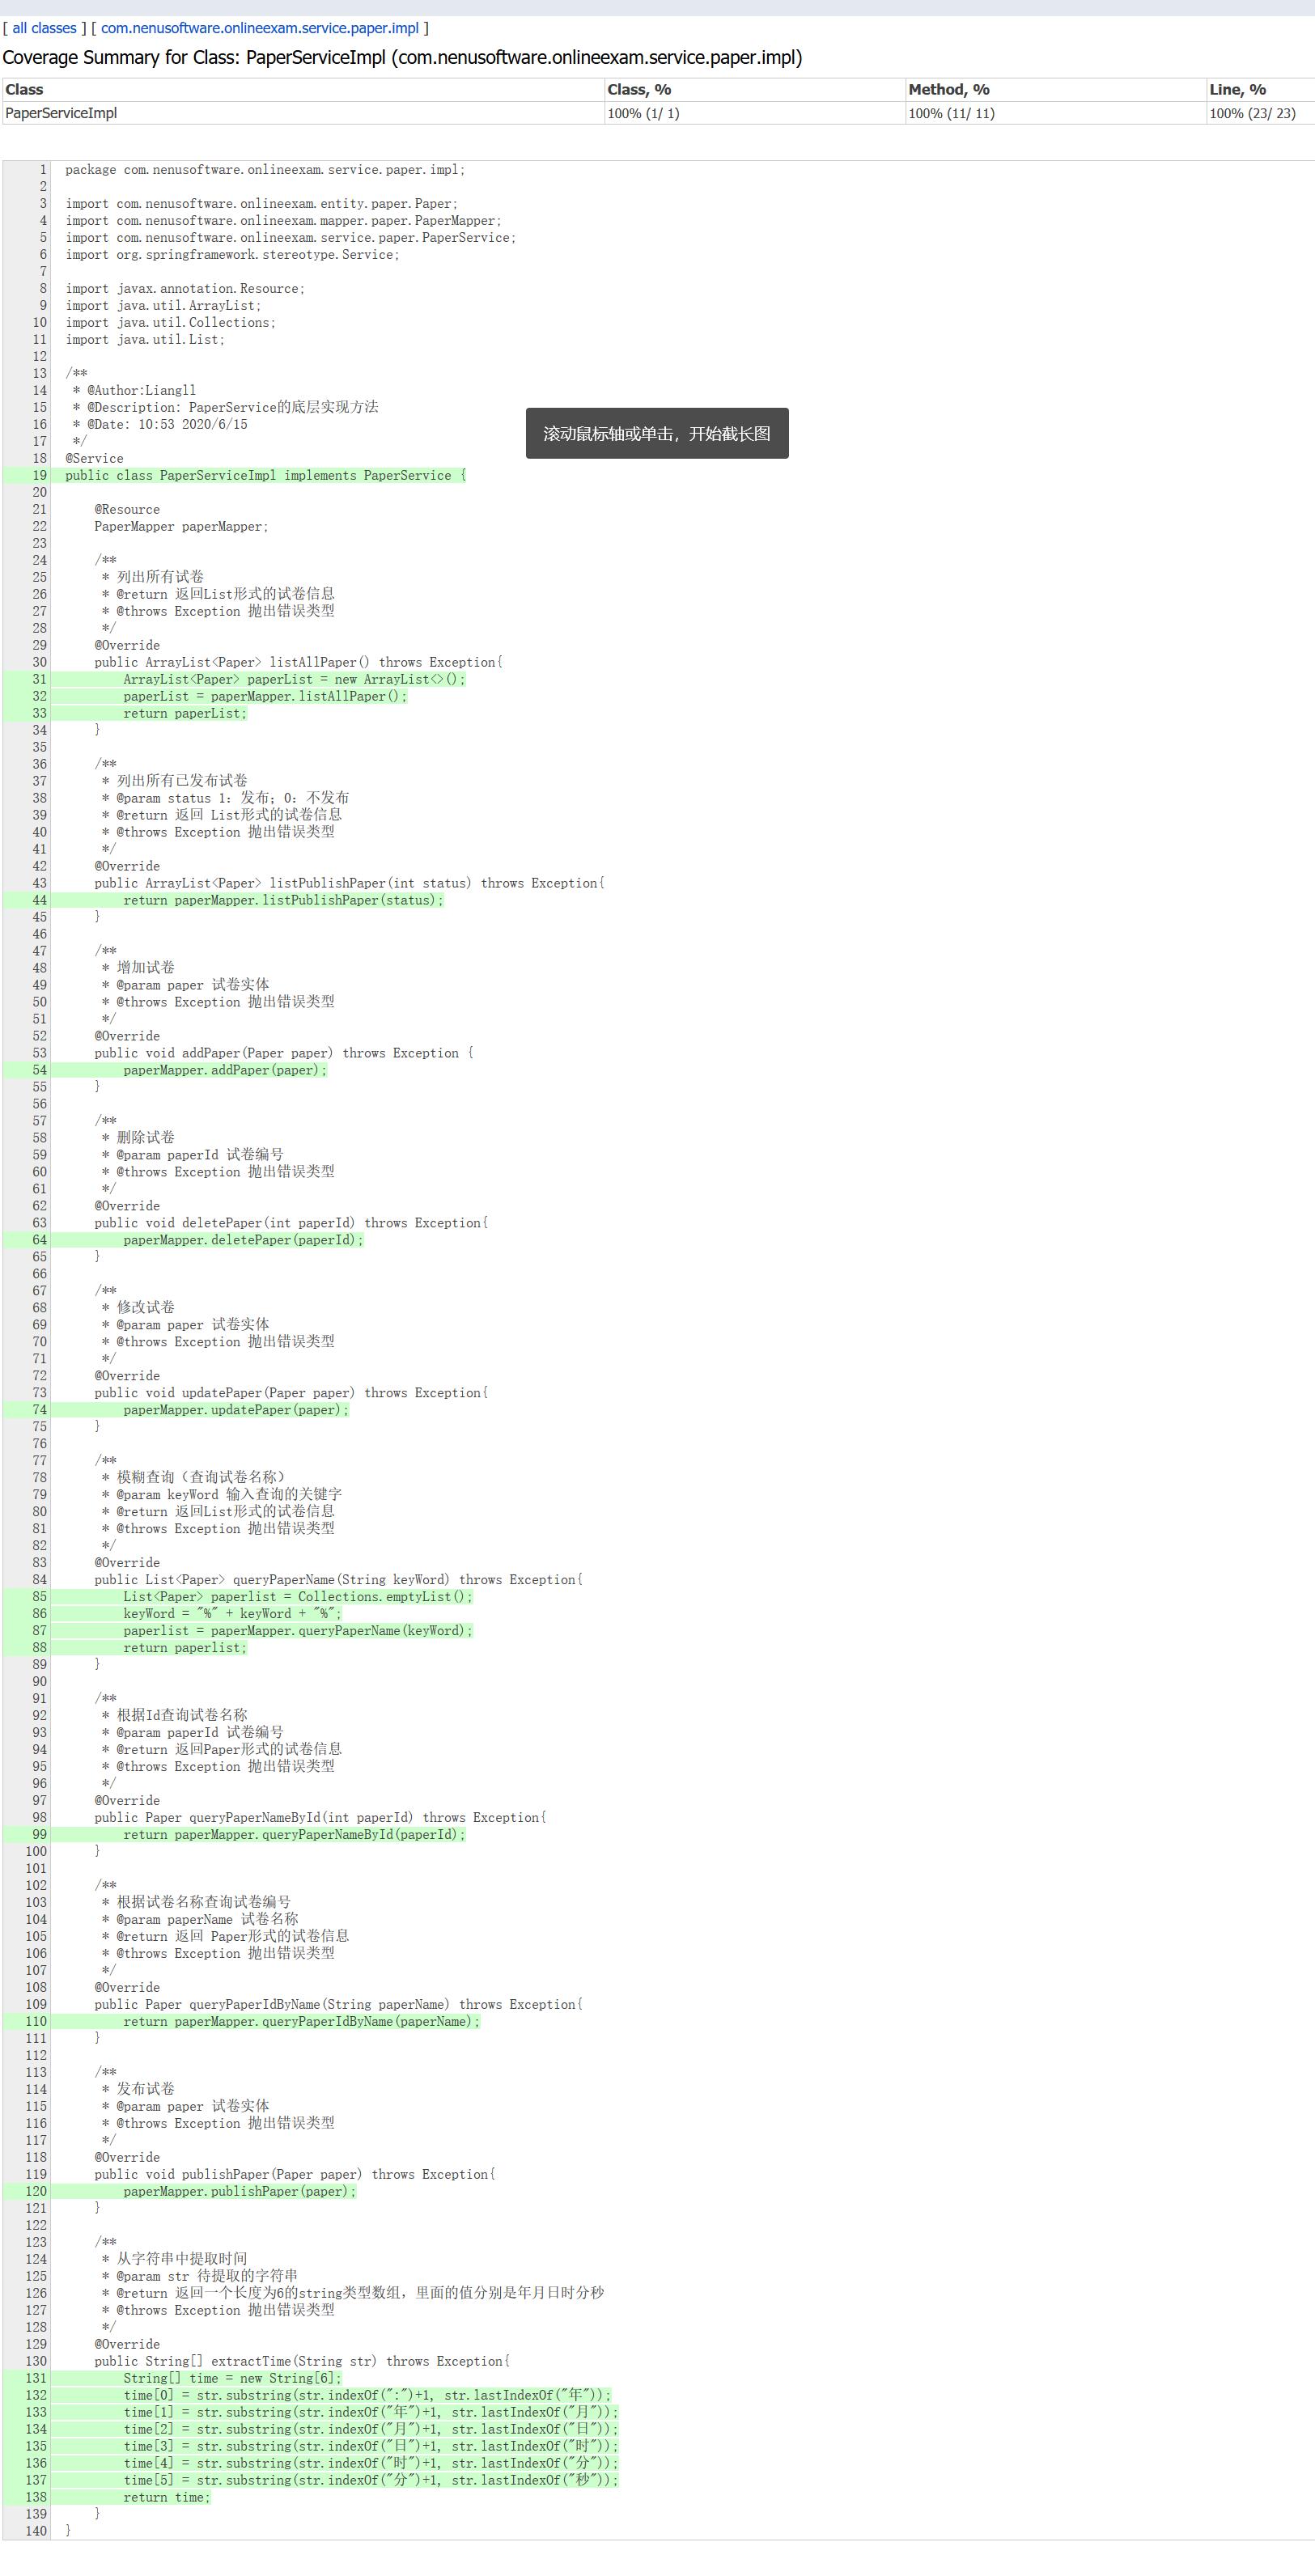 [ all classes ] [ com.nenusoftware.onlineexam.service.paper.impl ]
Coverage Summary for Class: PaperServiceImpl (com.nenusoftware.onlineexam.service.paper.impl)
Class Class, % Method, % Line, %
PaperServiceImpl 100% (1/ 1) 100% (11/ 11) 100% (23/ 23)
1 package com.nenusoftware.onlineexam.service.paper.impl;
2
3 import com.nenusoftware.onlineexam.entity.paper.Paper;
4 import com.nenusoftware.onlineexam.mapper.paper.PaperMapper;
5 import com.nenusoftware.onlineexam.service.paper.PaperService;
6 import org.springframework.stereotype.Service;
7
8 import javax.annotation.Resource;
9 import java.util.ArrayList;
10 import java.util.Collections;
11 import java.util.List;
12
13 /**
14 * @Author:Liangll
15 * @Description: PaperService的底层实现方法
16 * @Date: 10:53 2020/6/15
滚动鼠标轴或单击，开始截长图
17 */
18 @Service
19 public class PaperServiceImpl implements PaperService {
20
21 @Resource
22 PaperMapper paperMapper;
23
24 /**
25 * 列出所有试卷
26 * @return 返回List形式的试卷信息
27 * @throws Exception 抛出错误类型
28 */
29 @Override
30 public ArrayList<Paper> listAllPaper() throws Exception{
31 ArrayList<Paper> paperList = new ArrayList<>();
32 paperList = paperMapper.listAllPaper();
33 return paperList;
34 }
35
36 /**
37 * 列出所有已发布试卷
38 * @param status 1：发布；0：不发布
39 * @return 返回 List形式的试卷信息
40 * @throws Exception 抛出错误类型
41 */
42 @Override
43 public ArrayList<Paper> listPublishPaper(int status) throws Exception{
44 return paperMapper.listPublishPaper(status);
45 }
46
47 /**
48 * 增加试卷
49 * @param paper 试卷实体
50 * @throws Exception 抛出错误类型
51 */
52 @Override
53 public void addPaper(Paper paper) throws Exception {
54 paperMapper.addPaper(paper);
55 }
56
57 /**
58 * 删除试卷
59 * @param paperId 试卷编号
60 * @throws Exception 抛出错误类型
61 */
62 @Override
63 public void deletePaper(int paperId) throws Exception{
64 paperMapper.deletePaper(paperId);
65 }
66
67 /**
68 * 修改试卷
69 * @param paper 试卷实体
70 * @throws Exception 抛出错误类型
71 */
72 @Override
73 public void updatePaper(Paper paper) throws Exception{
74 paperMapper.updatePaper(paper);
75 }
76
77 /**
78 * 模糊查询（查询试卷名称）
79 * @param keyWord 输入查询的关键字
80 * @return 返回List形式的试卷信息
81 * @throws Exception 抛出错误类型
82 */
83 @Override
84 public List<Paper> queryPaperName(String keyWord) throws Exception{
85 List<Paper> paperlist = Collections.emptyList();
86 keyWord = "%" + keyWord + "%";
87 paperlist = paperMapper.queryPaperName(keyWord);
88 return paperlist;
89 }
90
91 /**
92 * 根据Id查询试卷名称
93 * @param paperId 试卷编号
94 * @return 返回Paper形式的试卷信息
95 * @throws Exception 抛出错误类型
96 */
97 @Override
98 public Paper queryPaperNameById(int paperId) throws Exception{
99 return paperMapper.queryPaperNameById(paperId);
100 }
101
102 /**
103 * 根据试卷名称查询试卷编号
104 * @param paperName 试卷名称
105 * @return 返回 Paper形式的试卷信息
106 * @throws Exception 抛出错误类型
107 */
108 @Override
109 public Paper queryPaperIdByName(String paperName) throws Exception{
110 return paperMapper.queryPaperIdByName(paperName);
111 }
112
113 /**
114 * 发布试卷
115 * @param paper 试卷实体
116 * @throws Exception 抛出错误类型
117 */
118 @Override
119 public void publishPaper(Paper paper) throws Exception{
120 paperMapper.publishPaper(paper);
121 }
122
123 /**
124 * 从字符串中提取时间
125 * @param str 待提取的字符串
126 * @return 返回一个长度为6的string类型数组，里面的值分别是年月日时分秒
127 * @throws Exception 抛出错误类型
128 */
129 @Override
130 public String[] extractTime(String str) throws Exception{
131 String[] time = new String[6];
132 time[0] = str.substring(str.indexOf(":")+1, str.lastIndexOf("年"));
133 time[1] = str.substring(str.indexOf("年")+1, str.lastIndexOf("月"));
134 time[2] = str.substring(str.indexOf("月")+1, str.lastIndexOf("日"));
135 time[3] = str.substring(str.indexOf("日")+1, str.lastIndexOf("时"));
136 time[4] = str.substring(str.indexOf("时")+1, str.lastIndexOf("分"));
137 time[5] = str.substring(str.indexOf("分")+1, str.lastIndexOf("秒"));
138 return time;
139 }
140 }